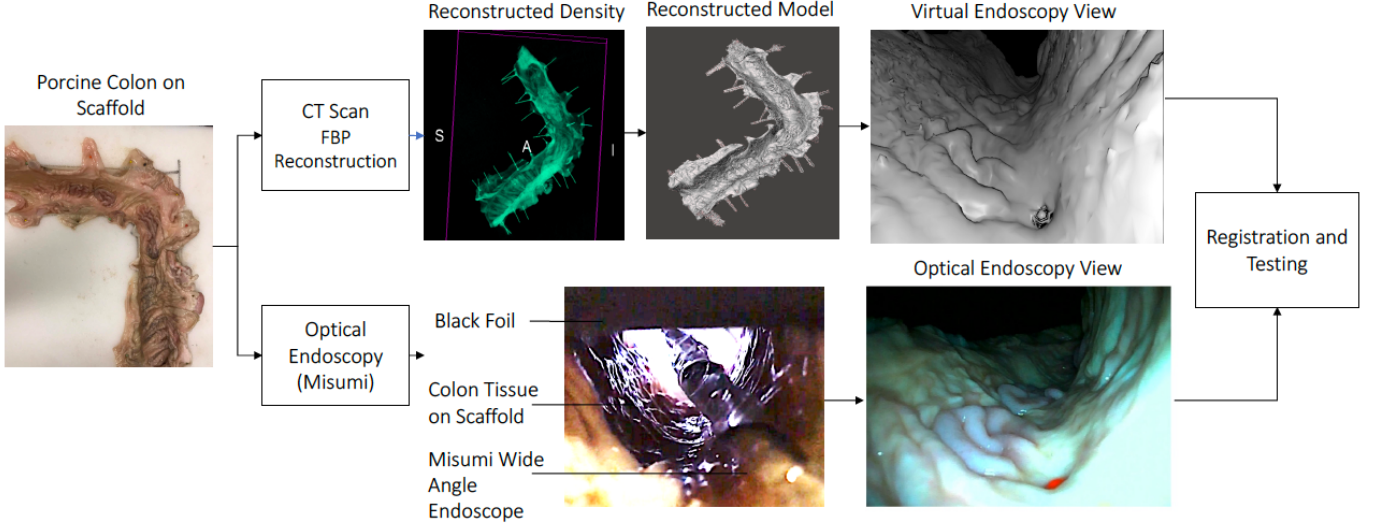 Porcine Colon on
Scaffold
CT Scan
FBP
Reconstruction
Reconstructed Density
S
A
I
Reconstructed Model
Virtual Endoscopy View
Optical
Endoscopy
(Misumi)
Black Foil
Colon Tissue
on Scaffold
Misumi Wide
Angle
Endoscope
Optical Endoscopy View
Registration and
Testing